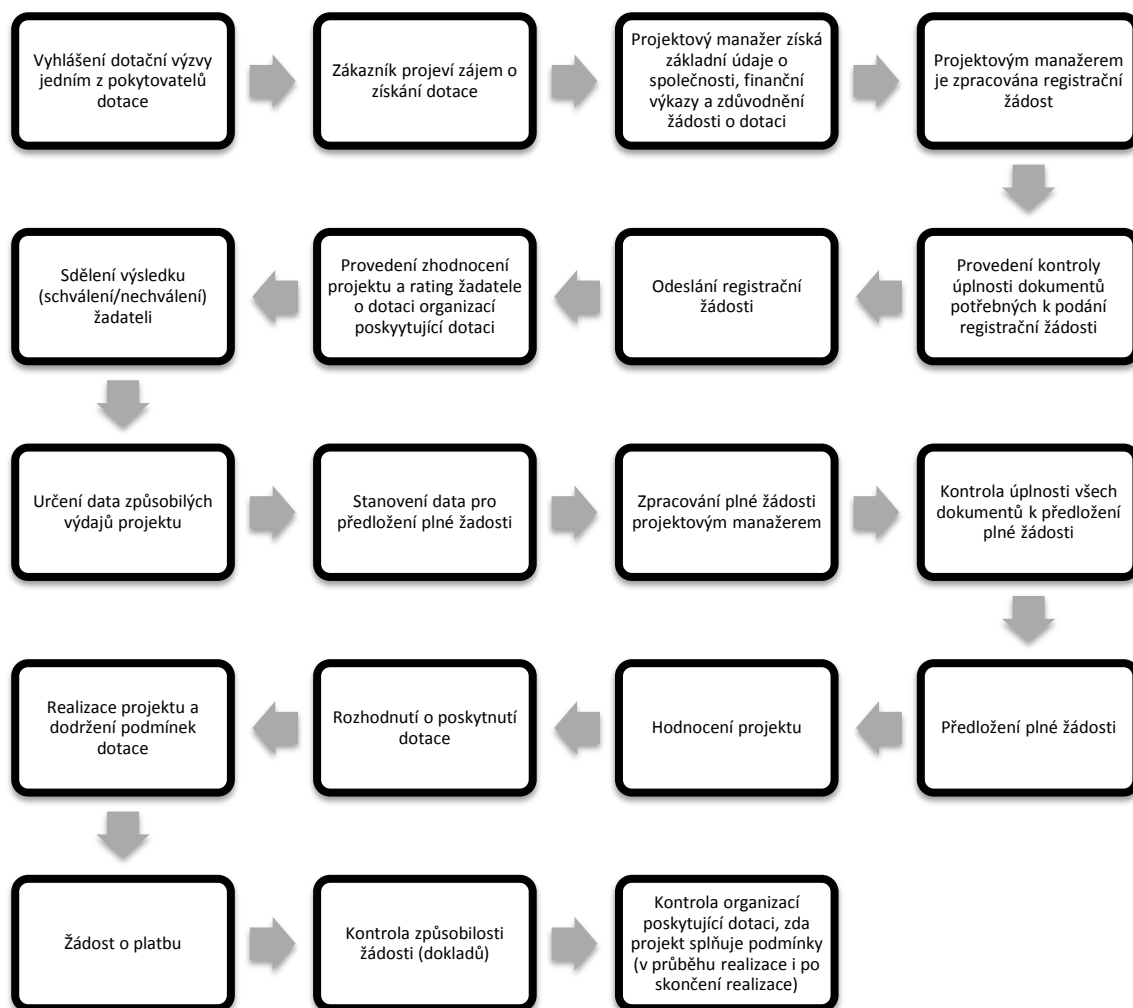 Vyhlášení dotační výzvy
jedním z pokytovatelů
dotace
Zákazník projeví zájem o
získání dotace
Projektový manažer získá
základní údaje o
společnosti, finanční
výkazy a zdůvodnění
žádosti o dotaci
Projektovým manažerem
je zpracována registrační
žádost
Provedení kontroly
úplnosti dokumentů
potřebných k podání
registrační žádosti
Odeslání registrační
žádosti
Provedení zhodnocení
projektu a rating žadatele
o dotaci organizací
poskyytující dotaci
Sdělení výsledku
(schválení/nechválení)
žadateli
Určení data způsobilých
výdajů projektu
Stanovení data pro
předložení plné žadosti
Zpracování plné žádosti
projektovým manažerem
Kontrola úplnosti všech
dokumentů k předložení
plné žádosti
Předložení plné žádosti
Hodnocení projektu
Rozhodnutí o poskytnutí
dotace
Realizace projektu a
dodržení podmínek
dotace
Žádost o platbu
Kontrola způsobilosti
žádosti (dokladů)
Kontrola organizací
poskytující dotaci, zda
projekt splňuje podmínky
(v průběhu realizace i po
skončení realizace)